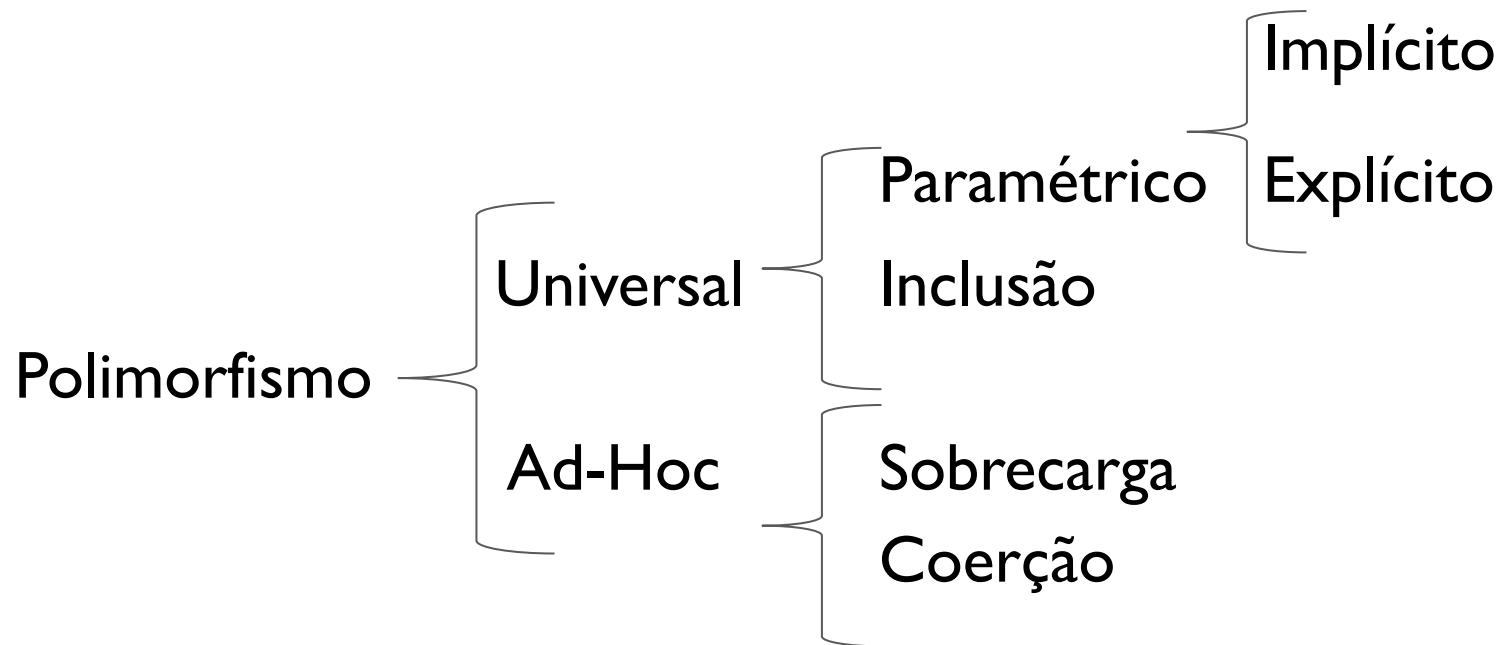 Polimorfismo
Universal
Paramétrico
Implícito
Explícito
Inclusão
Ad-Hoc
Sobrecarga
Coerção